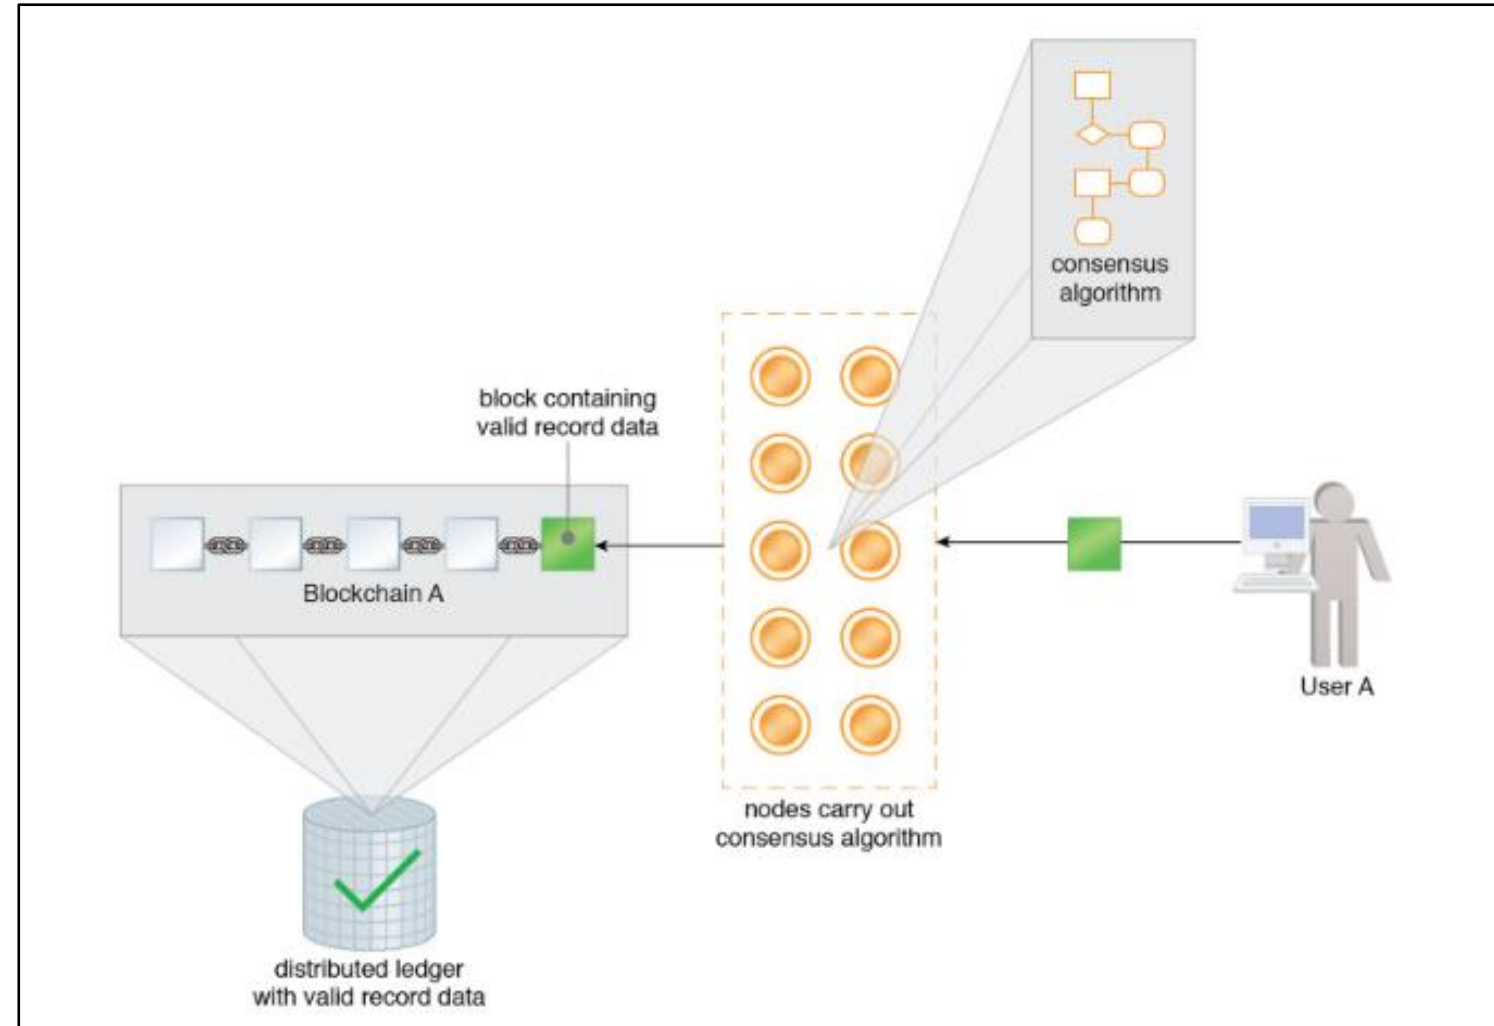 consensus
algorithm
block containing
valid record data
Blockchain A
User A
nodes carry out
consensus algorithm
distributed ledger
with valid record data